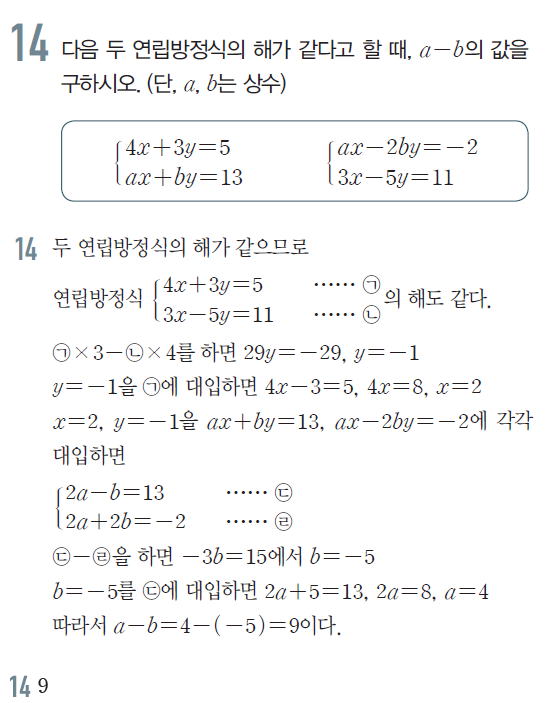 14 다음 두 연립방정식의 해가 같다고 할 때, a-b의 값을
구하시오. (단, a, b는 상수)
{4x+3y=5 {ax-2by=-2
{ax+by=13 {3x-5y=11
14 두 연립방정식의 해가 같으므로
연립방정식 {4x+3y=5 …… ㉠
{3x-5y=11 …… ㉡ 의 해도 같다.
㉠×3-㉡×4를 하면 29y=-29, y=-1
y=-1을 ㉠에 대입하면 4x-3=5, 4x=8, x=2
x=2, y=-1을 ax+by=13, ax-2by=-2에 각각
대입하면
{2a-b=13 …… ㉢
{2a+2b=-2 …… ㉣
㉢-㉣을 하면 -3b=15에서 b=-5
b=-5를 ㉢에 대입하면 2a+5=13, 2a=8, a=4
따라서 a-b=4-(-5)=9이다.
14 9